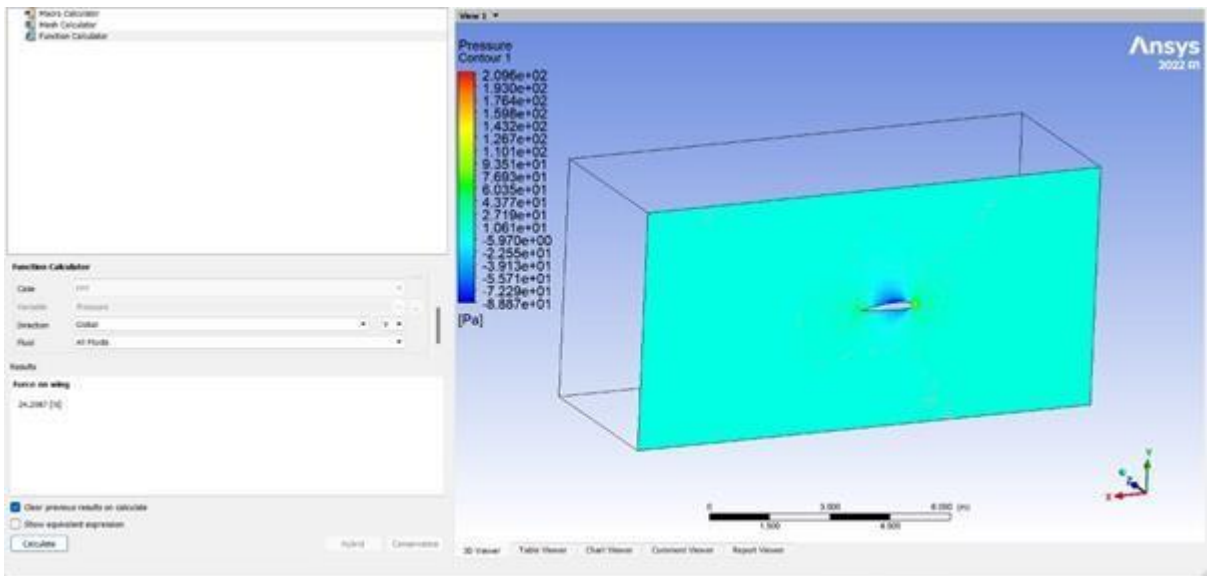 Macro Calculator
Mesh Calculator
Function Calculator
Function Calculator
Case
Variable Pressure
Direction Global
Fluid All Fluids
Results
Force on wing
Clear previous results on calculate
Show equivalent expression
Calculate Hybrid Conservative
View 1
Pressure
Contour 1
2.096e+02
1.930e+02
1.764e+02
1.598e+02
1.432e+02
1.267e+02
1.101e+02
9.351e+01
7.693e+01
6.035e+01
4.377e+01
2.719e+01
1.061e+01
-5.970e+00
-2.255e+01
-3.913e+01
-5.571e+01
-7.229e+01
-8.887e+01
[Pa]
Ansys
2022 R1
Y
Z
X
0 3.000 6.000 (m)
1.500 4.500
3D Viewer Table Viewer Chart Viewer Comment Viewer Report Viewer